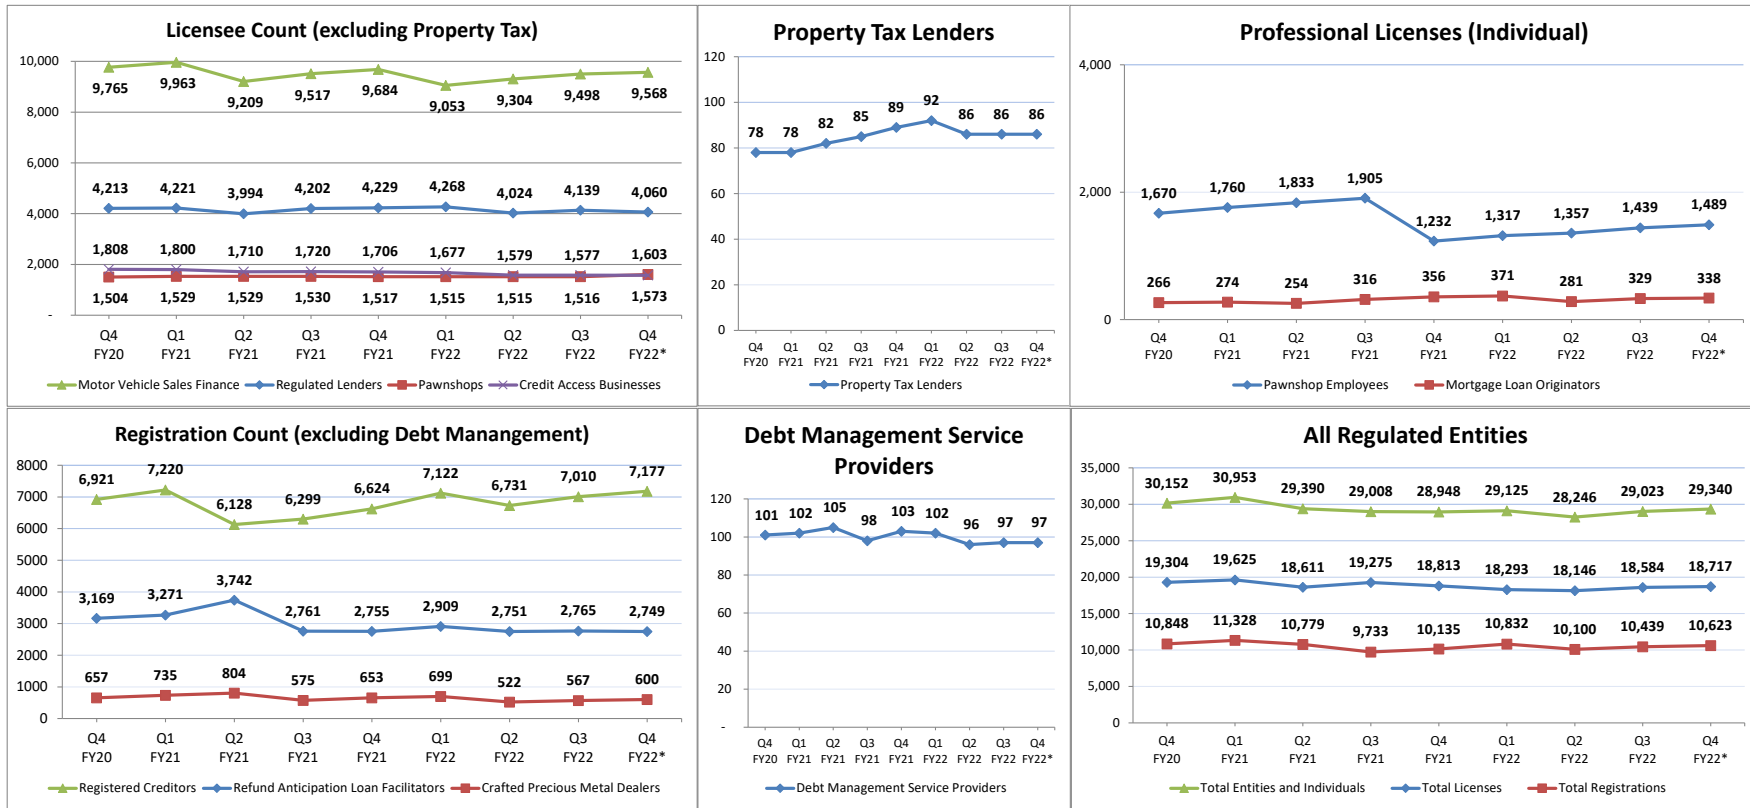 Licensee Count (excluding Property Tax)
10,000
8,000
6,000
4,000
2,000
-
9,765 9,963 9,209 9,517 9,684 9,053 9,304 9,498 9,568
4,213 4,221 3,994 4,202 4,229 4,268 4,024 4,139 4,060
1,808 1,800 1,710 1,720 1,706 1,677 1,579 1,577 1,603
1,504 1,529 1,529 1,530 1,517 1,515 1,515 1,516 1,573
Q4 Q1 Q2 Q3 Q4 Q1 Q2 Q3 Q4
FY20 FY21 FY21 FY21 FY21 FY22 FY22 FY22 FY22*
Motor Vehicle Sales Finance Regulated Lenders Pawnshops Credit Access Businesses
Property Tax Lenders
120
100
80
60
40
20
0
78 78 82 85 89 92 86 86 86
Q4 Q1 Q2 Q3 Q4 Q1 Q2 Q3 Q4
FY20 FY21 FY21 FY21 FY21 FY22 FY22 FY22 FY22*
Property Tax Lenders
Professional Licenses (Individual)
4,000
2,000
0
1,670 1,760 1,833 1,905 1,232 1,317 1,357 1,439 1,489
266 274 254 316 356 371 281 329 338
Q4 Q1 Q2 Q3 Q4 Q1 Q2 Q3 Q4
FY20 FY21 FY21 FY21 FY21 FY22 FY22 FY22 FY22*
Pawnshop Employees Mortgage Loan Originators
Registration Count (excluding Debt Manangement)
8000
7000
6000
5000
4000
3000
2000
1000
0
6,921 7,220 6,128 6,299 6,624 7,122 6,731 7,010 7,177
3,169 3,271 3,742 2,761 2,755 2,909 2,751 2,765 2,749
657 735 804 575 653 699 522 567 600
Q4 Q1 Q2 Q3 Q4 Q1 Q2 Q3 Q4
FY20 FY21 FY21 FY21 FY21 FY22 FY22 FY22 FY22*
Registered Creditors Refund Anticipation Loan Facilitators Crafted Precious Metal Dealers
Debt Management Service
Providers
120
100
80
60
40
20
-
101 102 105 98 103 102 96 97 97
Q4 Q1 Q2 Q3 Q4 Q1 Q2 Q3 Q4
FY20 FY21 FY21 FY21 FY21 FY22 FY22 FY22 FY22*
Debt Management Service Providers
All Regulated Entities
35,000
30,000
25,000
20,000
15,000
10,000
5,000
0
30,152 30,953 29,390 29,008 28,948 29,125 28,246 29,023 29,340
19,304 19,625 18,611 19,275 18,813 18,293 18,146 18,584 18,717
10,848 11,328 10,779 9,733 10,135 10,832 10,100 10,439 10,623
Q4 Q1 Q2 Q3 Q4 Q1 Q2 Q3 Q4
FY20 FY21 FY21 FY21 FY21 FY22 FY22 FY22 FY22*
Total Entities and Individuals Total Licenses Total Registrations